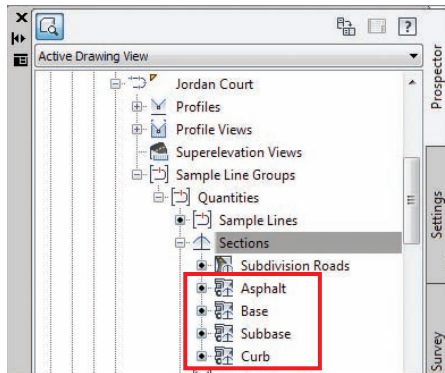 Active Drawing View
Jordan Court
Profiles
Profile Views
Superelevation Views
Sample Line Groups
Quantities
Sample Lines
Sections
Subdivision Roads
Asphalt
Base
Subbase
Curb
Prospector
Settings
Survey